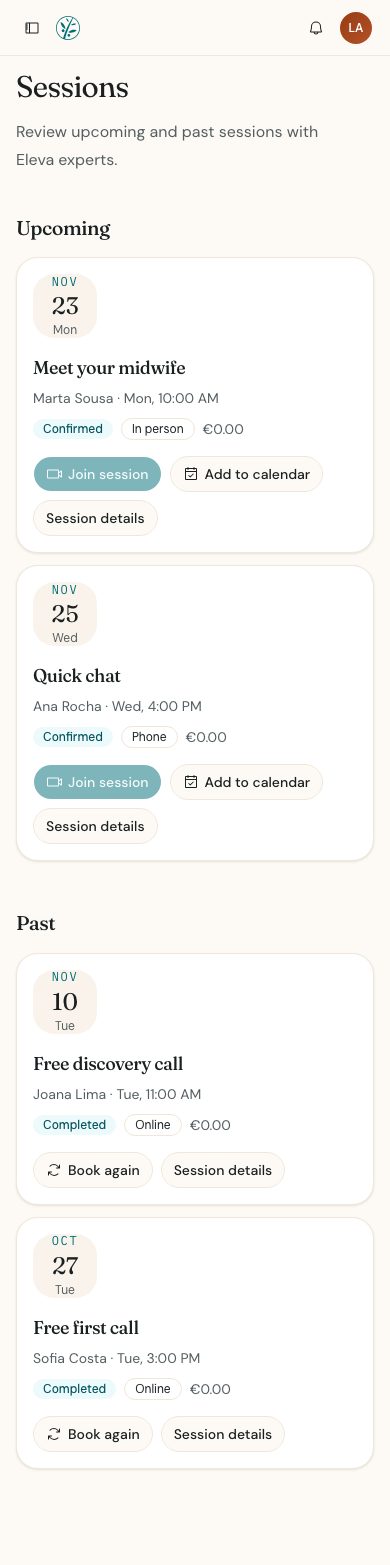 LA
Sessions
Review upcoming and past sessions with
Eleva experts.
Upcoming
NOV
23
Mon
Meet your midwife
Marta Sousa · Mon, 10:00 AM
Confirmed In person €0.00
Join session Add to calendar
Session details
NOV
25
Wed
Quick chat
Ana Rocha · Wed, 4:00 PM
Confirmed Phone €0.00
Join session Add to calendar
Session details
Past
NOV
10
Tue
Free discovery call
Joana Lima · Tue, 11:00 AM
Completed Online €0.00
Book again Session details
OCT
27
Tue
Free first call
Sofia Costa · Tue, 3:00 PM
Completed Online €0.00
Book again Session details